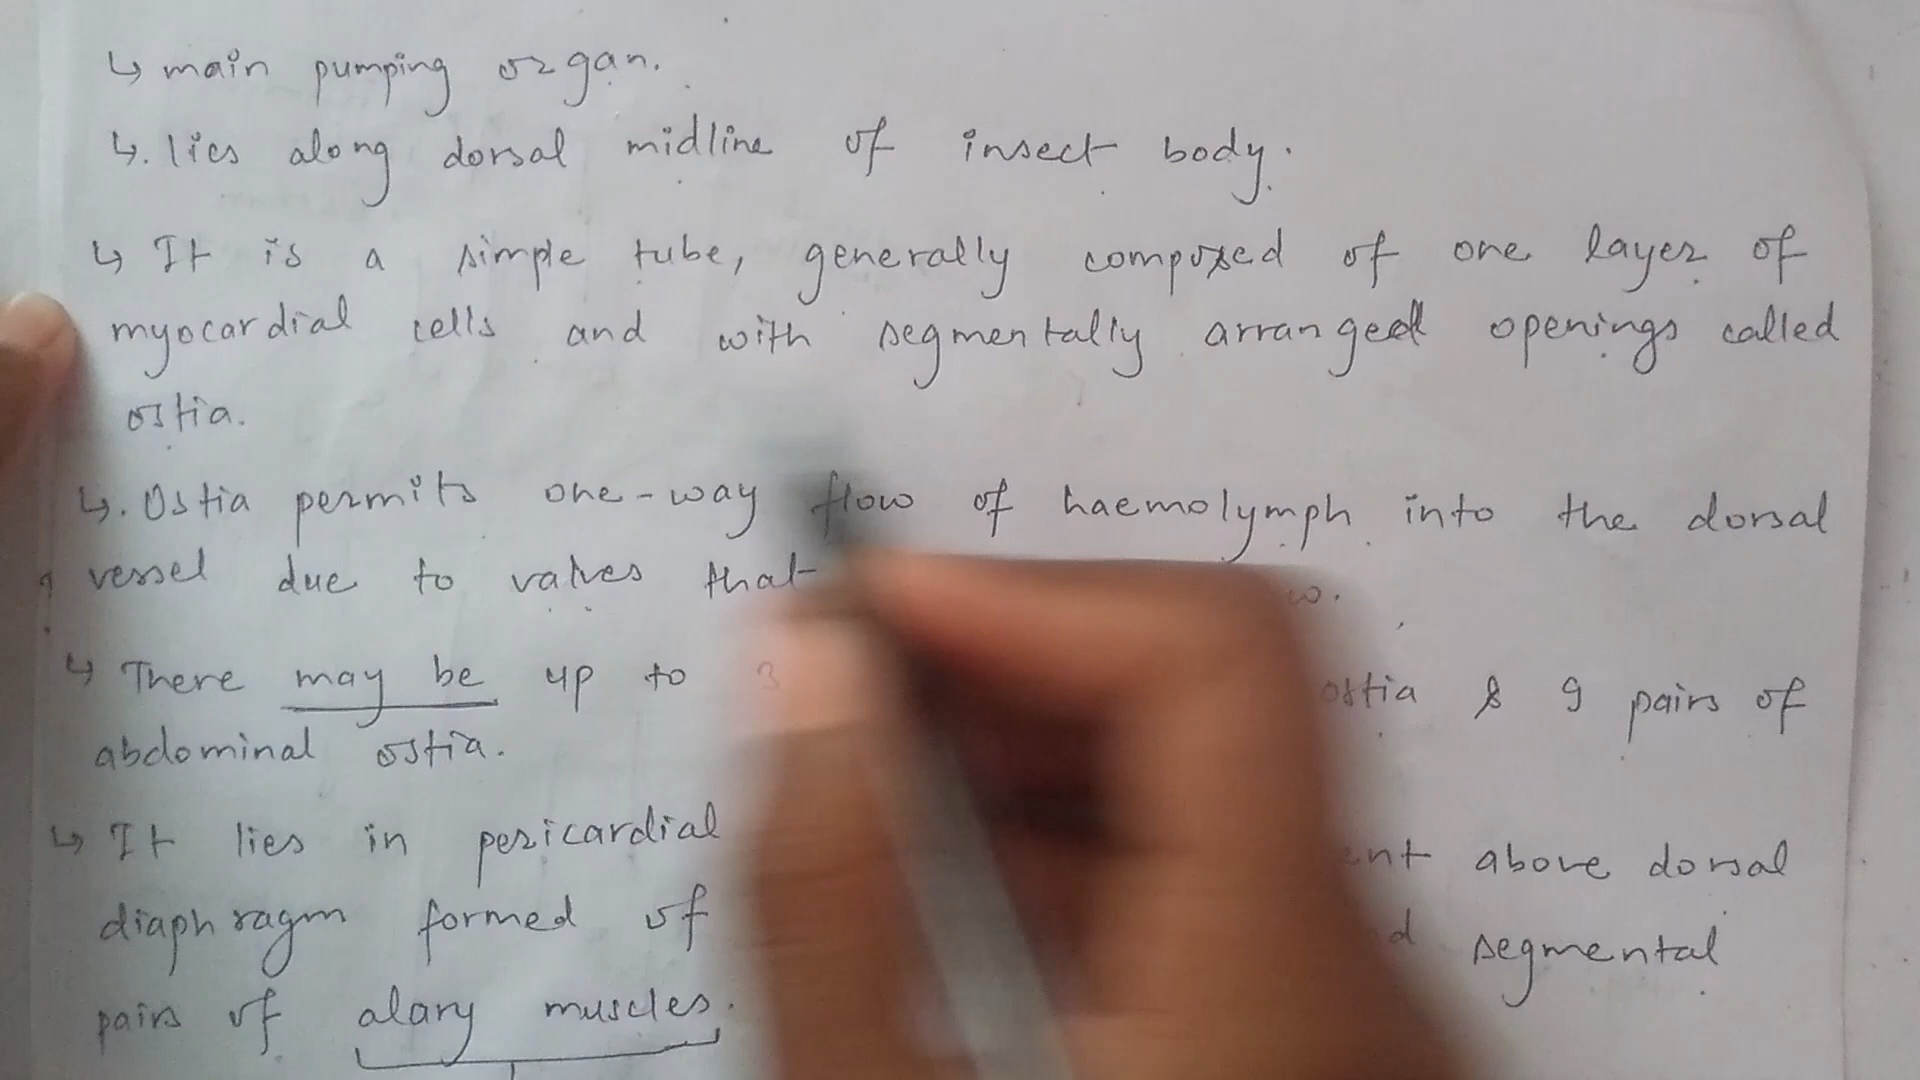 ↳ main pumping organ.
↳. lies along dorsal midline of insect body.
↳ It is a simple tube, generally composed of one layer of
myocardial cells and with segmentally arranged openings called
ostia.
↳. Ostia permits one-way flow of haemolymph into the dorsal
vessel due to valves that
↳ There may be up to 3 ostia & 9 pairs of
abdominal ostia.
↳ It lies in pericardial above dorsal
diaphragm formed of segmental
pairs of alary muscles.